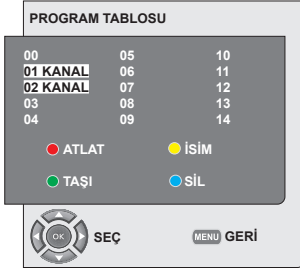 PROGRAM TABLOSU
00 05 10
01 KANAL 06 11
02 KANAL 07 12
03 08 13
04 09 14
ATLAT İSİM
TAŞI SİL
OK SEÇ MENU GERİ